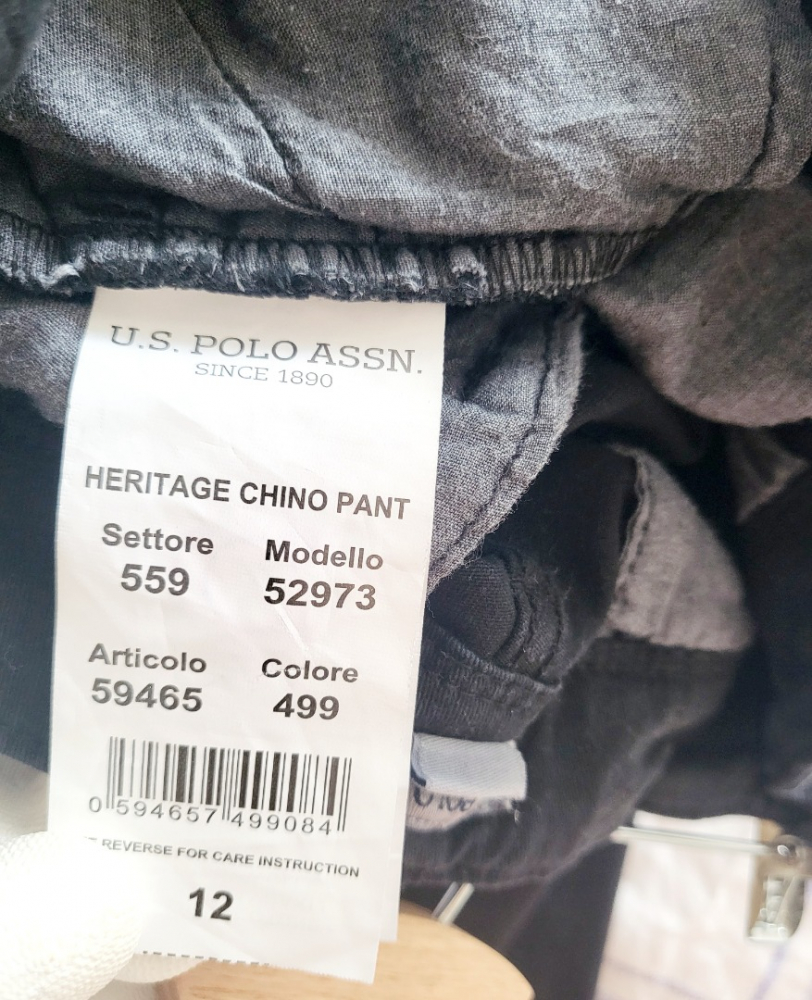 U.S. POLO ASSN.
SINCE 1890
HERITAGE CHINO PANT
Settore Modello
559 52973
Articolo Colore
59465 499
0 594657 499084
REVERSE FOR CARE INSTRUCTION
12